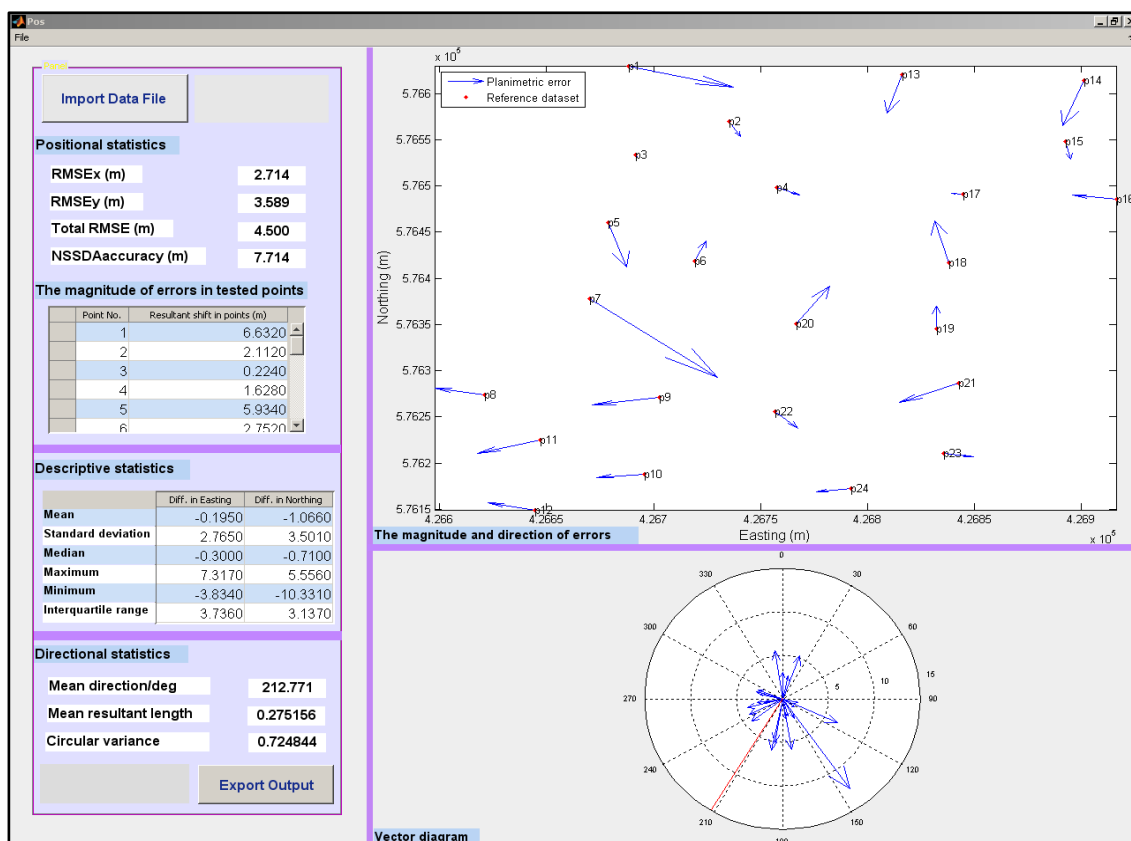 Pos
File
Import Data File
Positional statistics
RMSEx (m) 2.714
RMSEy (m) 3.589
Total RMSE (m) 4.500
NSSDAaccuracy (m) 7.714
The magnitude of errors in tested points
Point No. Resultant shift in points (m)
1 6.6320
2 2.1120
3 0.2240
4 1.6280
5 5.9340
6 2.7520
Descriptive statistics
Diff. in Easting Diff. in Northing
Mean -0.1950 -1.0660
Standard deviation 2.7650 3.5010
Median -0.3000 -0.7100
Maximum 7.3170 5.5560
Minimum -3.8340 -10.3310
Interquartile range 3.7360 3.1370
Directional statistics
Mean direction/deg 212.771
Mean resultant length 0.275156
Circular variance 0.724844
Export Output
x 10⁵
Planimetric error
Reference dataset
p1
p13
p14
p2
p15
p3
p4
p17
p16
p5
p6
p18
p7
p20
p19
p8
p9
p21
p22
p11
p23
p10
p24
p12
5.766
5.7655
5.765
5.7645
5.764
5.7635
5.763
5.7625
5.762
5.7615
Northing (m)
4.266 4.2665 4.267 4.2675 4.268 4.2685 4.269
Easting (m)
x 10⁵
The magnitude and direction of errors
0
330 30
300 60
15
10
5
270 90
240 120
210 150
Vector diagram